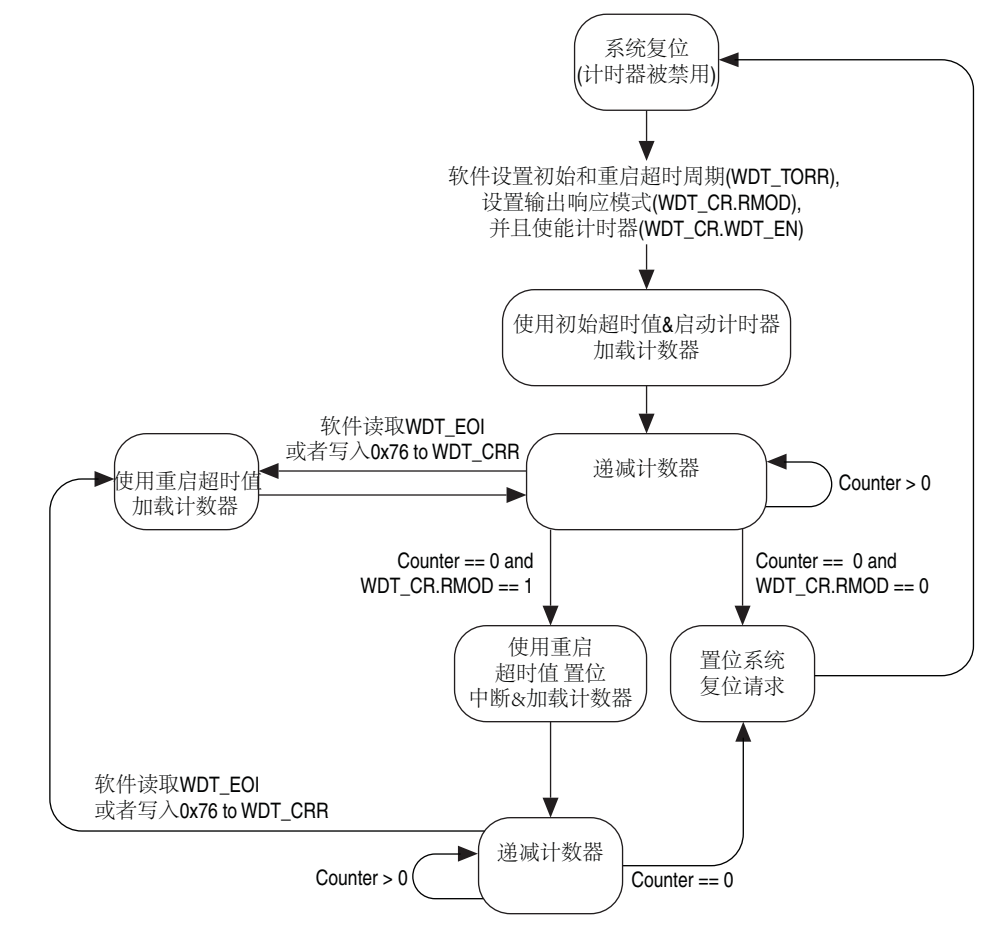 系统复位
(计时器被禁用)
软件设置初始和重启超时周期(WDT_TORR),
设置输出响应模式(WDT_CR.RMOD),
并且使能计时器(WDT_CR.WDT_EN)
使用初始超时值&启动计时器
加载计数器
软件读取WDT_EOI
或者写入0x76 to WDT_CRR
使用重启超时值
加载计数器
递减计数器
Counter > 0
Counter == 0 and
WDT_CR.RMOD == 1
Counter == 0 and
WDT_CR.RMOD == 0
使用重启
超时值 置位
中断&加载计数器
置位系统
复位请求
软件读取WDT_EOI
或者写入0x76 to WDT_CRR
递减计数器
Counter > 0
Counter == 0